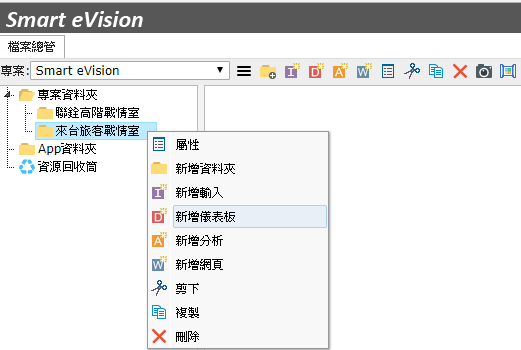 Smart eVision
檔案總管
專案: Smart eVision
專案資料夾
聯銓高階戰情室
來台旅客戰情室
App資料夾
資源回收筒
屬性
新增資料夾
I 新增輸入
D 新增儀表板
A 新增分析
W 新增網頁
剪下
複製
刪除